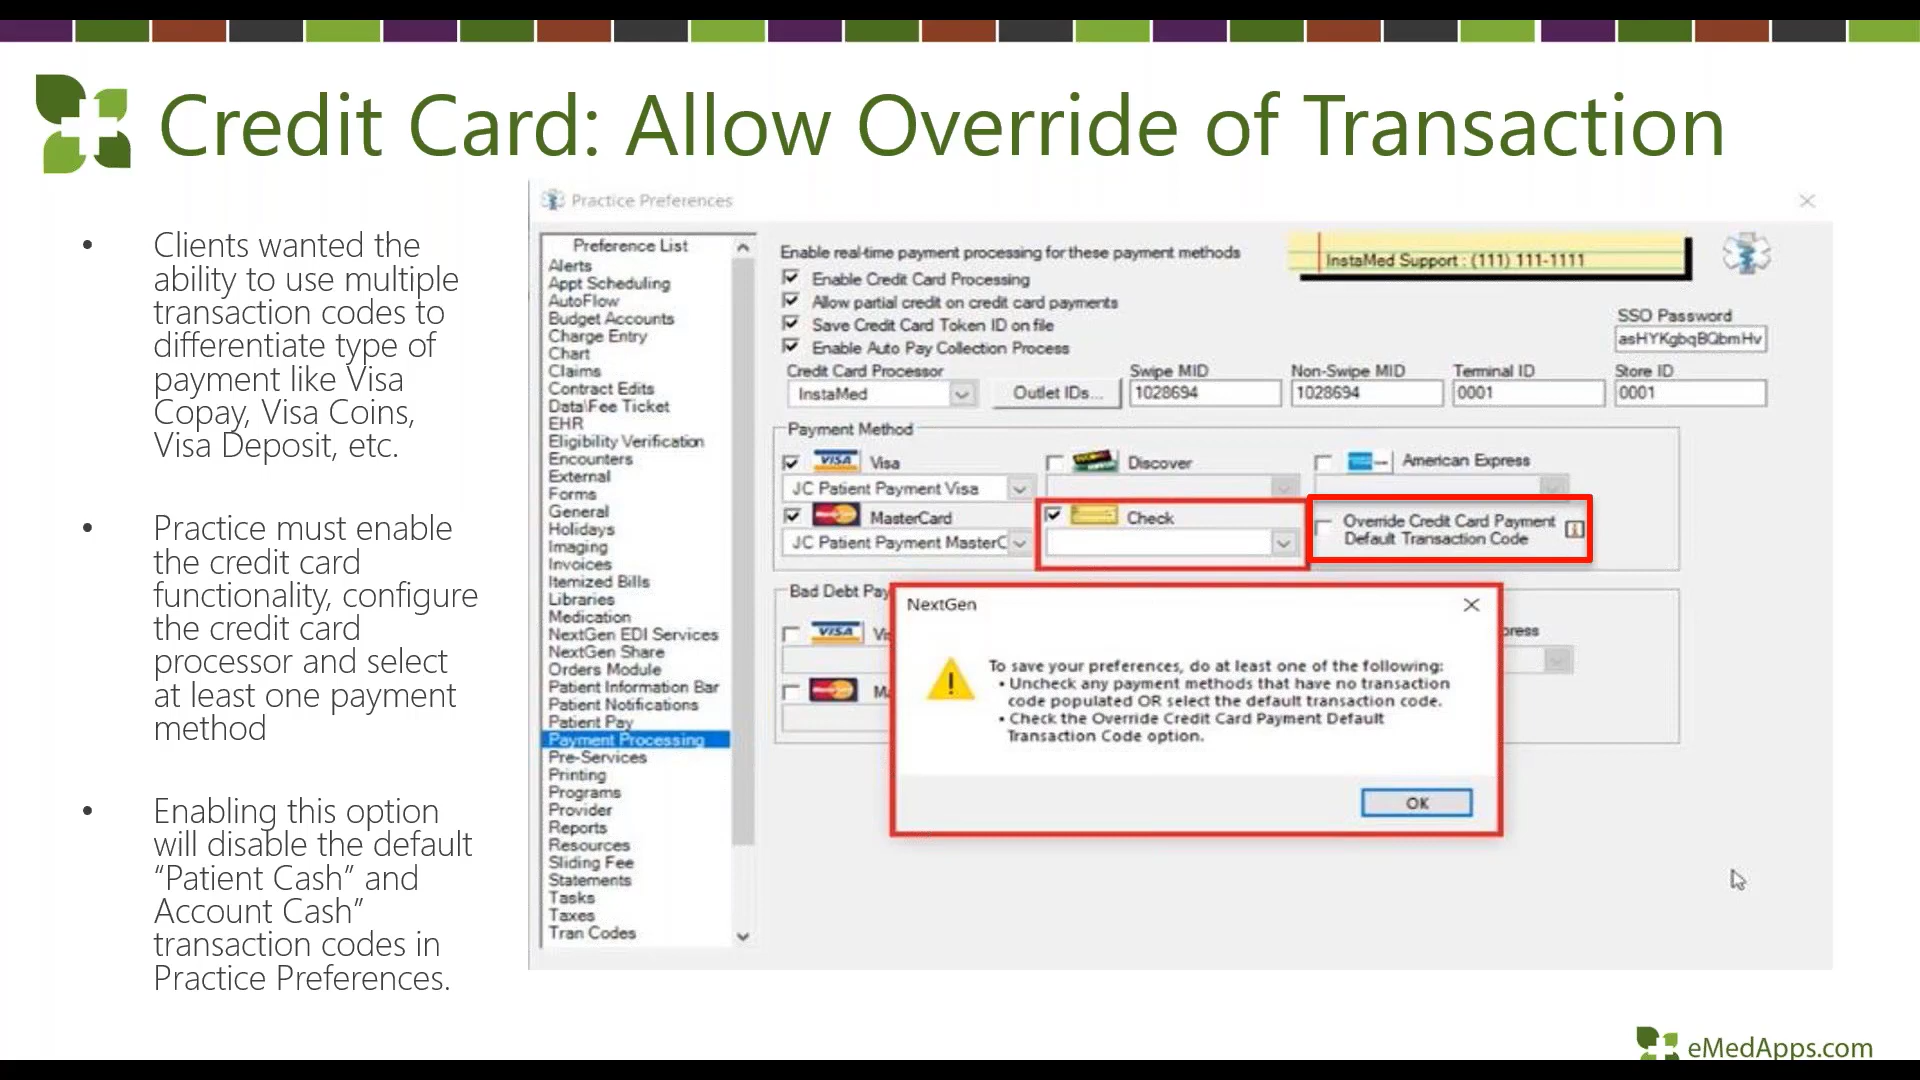 Credit Card: Allow Override of Transaction
• Clients wanted the
ability to use multiple
transaction codes to
differentiate type of
payment like Visa
Copay, Visa Coins,
Visa Deposit, etc.
• Practice must enable
the credit card
functionality, configure
the credit card
processor and select
at least one payment
method
• Enabling this option
will disable the default
“Patient Cash” and
Account Cash”
transaction codes in
Practice Preferences.
Practice Preferences
Preference List
Alerts
Appt Scheduling
AutoFlow
Budget Accounts
Charge Entry
Chart
Claims
Contract Edits
Data\Fee Ticket
EHR
Eligibility Verification
Encounters
External
Forms
General
Holidays
Imaging
Invoices
Itemized Bills
Libraries
Medication
NextGen EDI Services
NextGen Share
Orders Module
Patient Information Bar
Patient Notifications
Patient Pay
Payment Processing
Pre-Services
Printing
Programs
Provider
Reports
Resources
Sliding Fee
Statements
Tasks
Taxes
Tran Codes
Enable real-time payment processing for these payment methods
Enable Credit Card Processing
Allow partial credit on credit card payments
Save Credit Card Token ID on file
Enable Auto Pay Collection Process
InstaMed Support : (111) 111-1111
SSO Password
asHYKgbqBQbmHv
Credit Card Processor Swipe MID Non-Swipe MID Terminal ID Store ID
InstaMed Outlet IDs... 1028694 1028694 0001 0001
Payment Method
VISA Visa Discover American Express
JC Patient Payment Visa
MasterCard Check Override Credit Card Payment
Default Transaction Code
JC Patient Payment MasterC
Bad Debt Pay
VISA Vi press
Ma
NextGen
To save your preferences, do at least one of the following:
• Uncheck any payment methods that have no transaction
code populated OR select the default transaction code.
• Check the Override Credit Card Payment Default
Transaction Code option.
OK
eMedApps.com